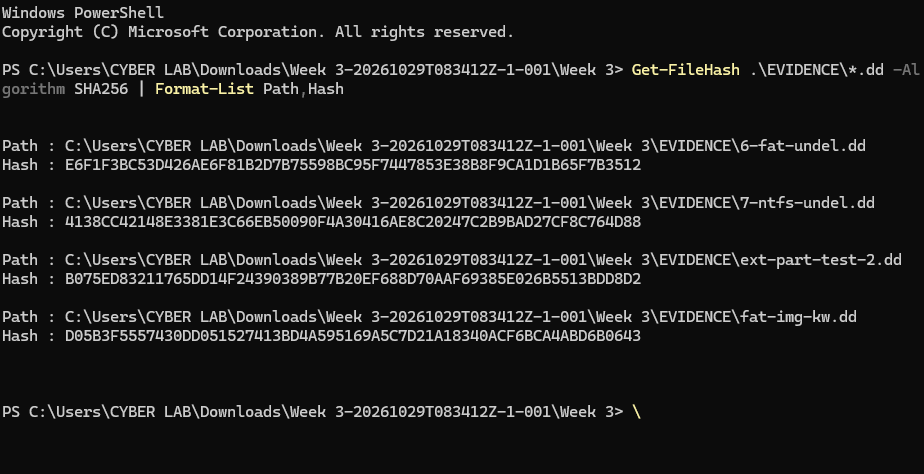 Windows PowerShell
Copyright (C) Microsoft Corporation. All rights reserved.
PS C:\Users\CYBER LAB\Downloads\Week 3-20261029T083412Z-1-001\Week 3> Get-FileHash .\EVIDENCE\*.dd -Al
gorithm SHA256 | Format-List Path,Hash
Path : C:\Users\CYBER LAB\Downloads\Week 3-20261029T083412Z-1-001\Week 3\EVIDENCE\6-fat-undel.dd
Hash : E6F1F3BC53D426AE6F81B2D7B75598BC95F7447853E38B8F9CA1D1B65F7B3512
Path : C:\Users\CYBER LAB\Downloads\Week 3-20261029T083412Z-1-001\Week 3\EVIDENCE\7-ntfs-undel.dd
Hash : 4138CC42148E3381E3C66EB50090F4A30416AE8C20247C2B9BAD27CF8C764D88
Path : C:\Users\CYBER LAB\Downloads\Week 3-20261029T083412Z-1-001\Week 3\EVIDENCE\ext-part-test-2.dd
Hash : B075ED83211765DD14F24390389B77B20EF688D70AAF69385E026B5513BDD8D2
Path : C:\Users\CYBER LAB\Downloads\Week 3-20261029T083412Z-1-001\Week 3\EVIDENCE\fat-img-kw.dd
Hash : D05B3F5557430DD051527413BD4A595169A5C7D21A18340ACF6BCA4ABD6B0643
PS C:\Users\CYBER LAB\Downloads\Week 3-20261029T083412Z-1-001\Week 3> \